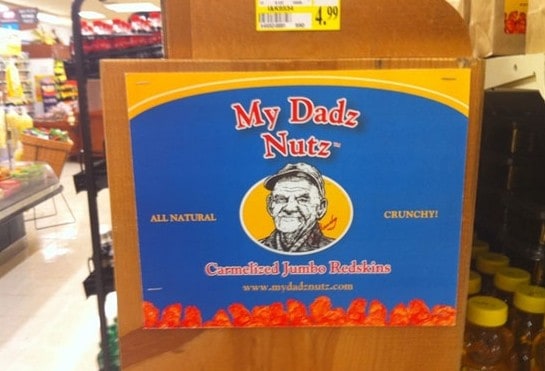 4.99
My Dadz
Nutz
ALL NATURAL
CRUNCHY!
Carmelized Jumbo Redskins
www.mydadznutz.com